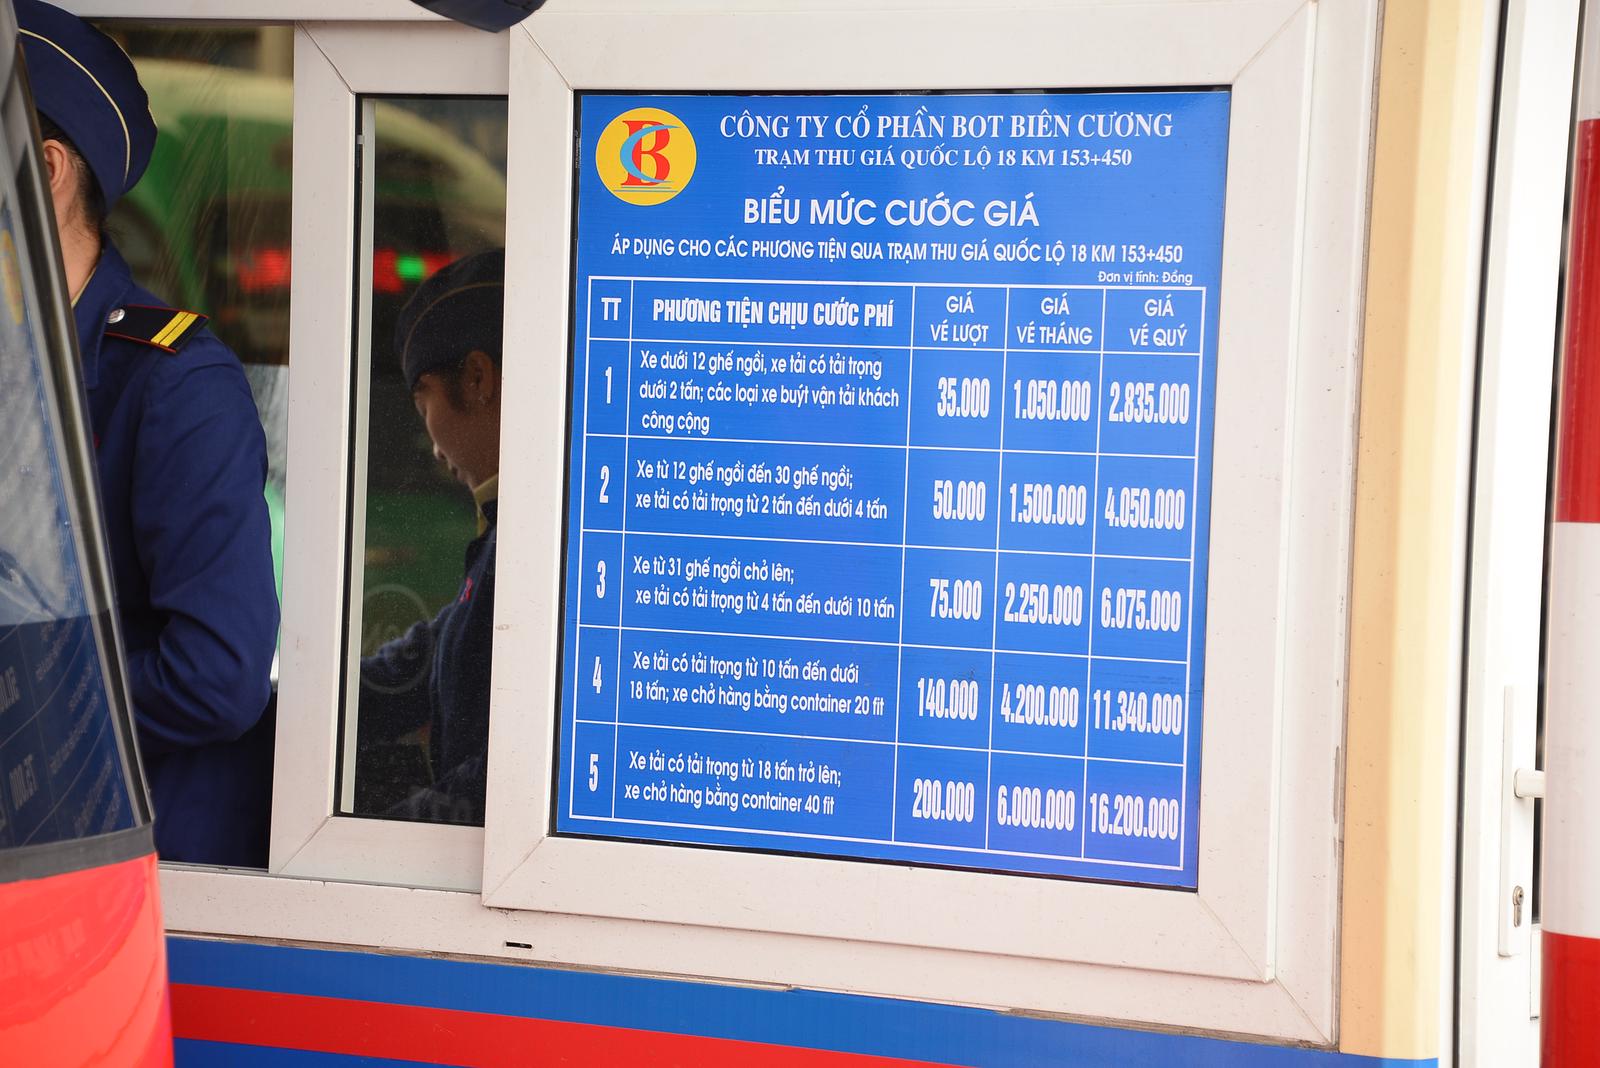 CÔNG TY CỔ PHẦN BOT BIÊN CƯƠNG
TRẠM THU GIÁ QUỐC LỘ 18 KM 153+450
BIỂU MỨC CƯỚC GIÁ
ÁP DỤNG CHO CÁC PHƯƠNG TIỆN QUA TRẠM THU GIÁ QUỐC LỘ 18 KM 153+450
Đơn vị tính: Đồng
TT PHƯƠNG TIỆN CHỊU CƯỚC PHÍ GIÁ VÉ LƯỢT GIÁ VÉ THÁNG GIÁ VÉ QUÝ
1 Xe dưới 12 ghế ngồi, xe tải có tải trọng
dưới 2 tấn; các loại xe buýt vận tải khách
công cộng
35.000 1.050.000 2.835.000
2 Xe từ 12 ghế ngồi đến 30 ghế ngồi;
xe tải có tải trọng từ 2 tấn đến dưới 4 tấn
50.000 1.500.000 4.050.000
3 Xe từ 31 ghế ngồi chở lên;
xe tải có tải trọng từ 4 tấn đến dưới 10 tấn
75.000 2.250.000 6.075.000
4 Xe tải có tải trọng từ 10 tấn đến dưới
18 tấn; xe chở hàng bằng container 20 fit
140.000 4.200.000 11.340.000
5 Xe tải có tải trọng từ 18 tấn trở lên;
xe chở hàng bằng container 40 fit
200.000 6.000.000 16.200.000